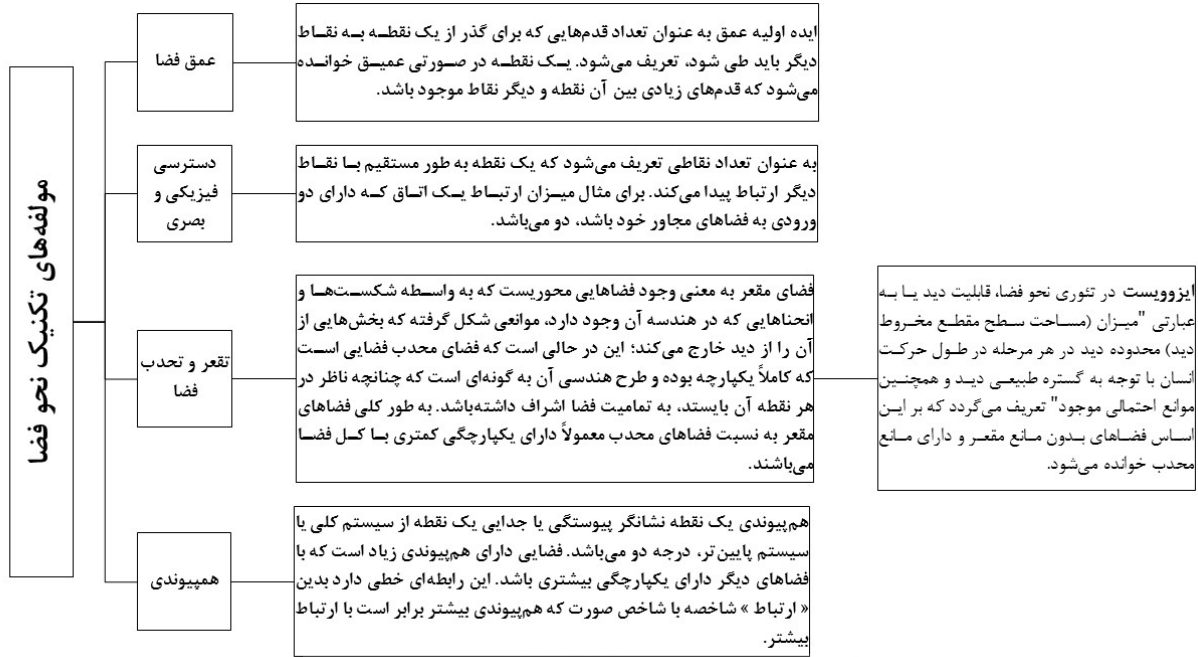 مولفه‌های تکنیک نحو فضا
عمق فضا
ایده اولیه عمق به عنوان تعداد قدم‌هایی که برای گذر از یک نقطه به نقاط
دیگر باید طی شود، تعریف می‌شود. یک نقطه در صورتی عمیق خوانده
می‌شود که قدم‌های زیادی بین آن نقطه و دیگر نقاط موجود باشد.
دسترسی
فیزیکی و
بصری
به عنوان تعداد نقاطی تعریف می‌شود که یک نقطه به طور مستقیم با نقاط
دیگر ارتباط پیدا می‌کند. برای مثال میزان ارتباط یک اتاق که دارای دو
ورودی به فضاهای مجاور خود باشد، دو می‌باشد.
تقعر و تحدب
فضا
فضای مقعر به معنی وجود فضاهایی محوریست که به واسطه شکست‌ها و
انحناهایی که در هندسه آن وجود دارد، موانعی شکل گرفته که بخش‌هایی از
آن را از دید خارج می‌کند؛ این در حالی است که فضای محدب فضایی است
که کاملاً یکپارچه بوده و طرح هندسی آن به گونه‌ای است که چنانچه ناظر در
هر نقطه آن بایستد، به تمامیت فضا اشراف داشته‌باشد. به طور کلی فضاهای
مقعر به نسبت فضاهای محدب معمولاً دارای یکپارچگی کمتری با کل فضا
می‌باشند.
ایزوویست در تئوری نحو فضا، قابلیت دید یا به
عبارتی "میزان (مساحت سطح مقطع مخروط
دید) محدوده دید در هر مرحله در طول حرکت
انسان با توجه به گستره طبیعی دید و همچنین
موانع احتمالی موجود" تعریف می‌گردد که بر این
اساس فضاهای بدون مانع مقعر و دارای مانع
محدب خوانده می‌شود.
همپیوندی
هم‌پیوندی یک نقطه نشانگر پیوستگی یا جدایی یک نقطه از سیستم کلی یا
سیستم پایین‌تر، درجه دو می‌باشد. فضایی دارای هم‌پیوندی زیاد است که با
فضاهای دیگر دارای یکپارچگی بیشتری باشد. این رابطه‌ای خطی دارد بدین
« ارتباط » شاخصه با شاخص صورت که هم‌پیوندی بیشتر برابر است با ارتباط
بیشتر.